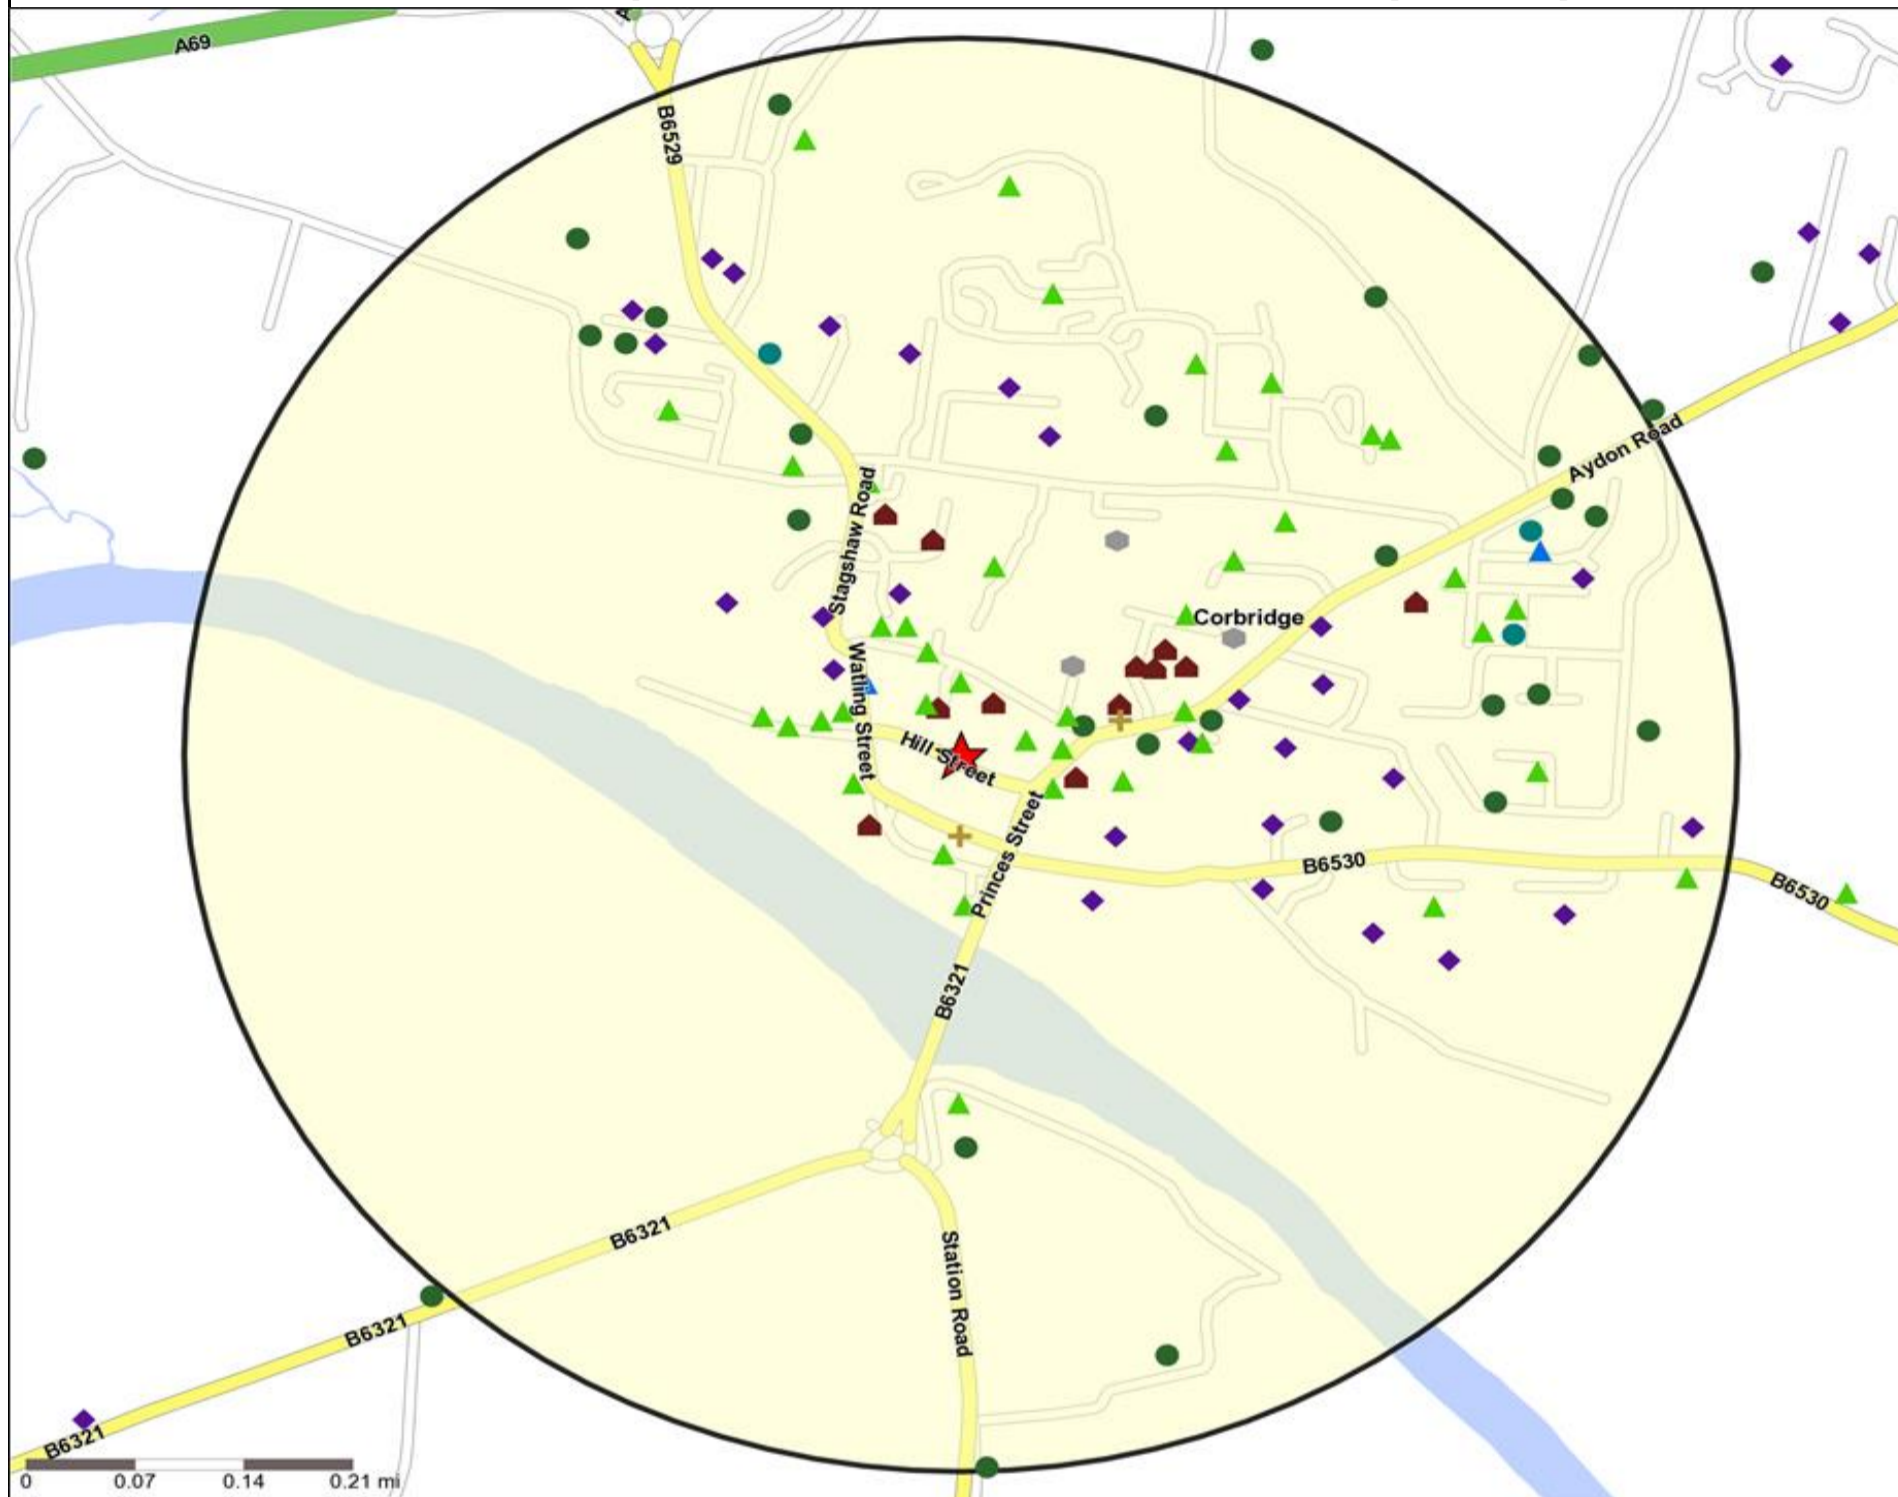 A
A69
B6529
Aydon Road
Stagshaw Road
Corbridge
Watling Street
Hill Street
Princes Street
B6530
B6530
B6321
B6321
Station Road
B6321
B6321
0 0.07 0.14 0.21 mi